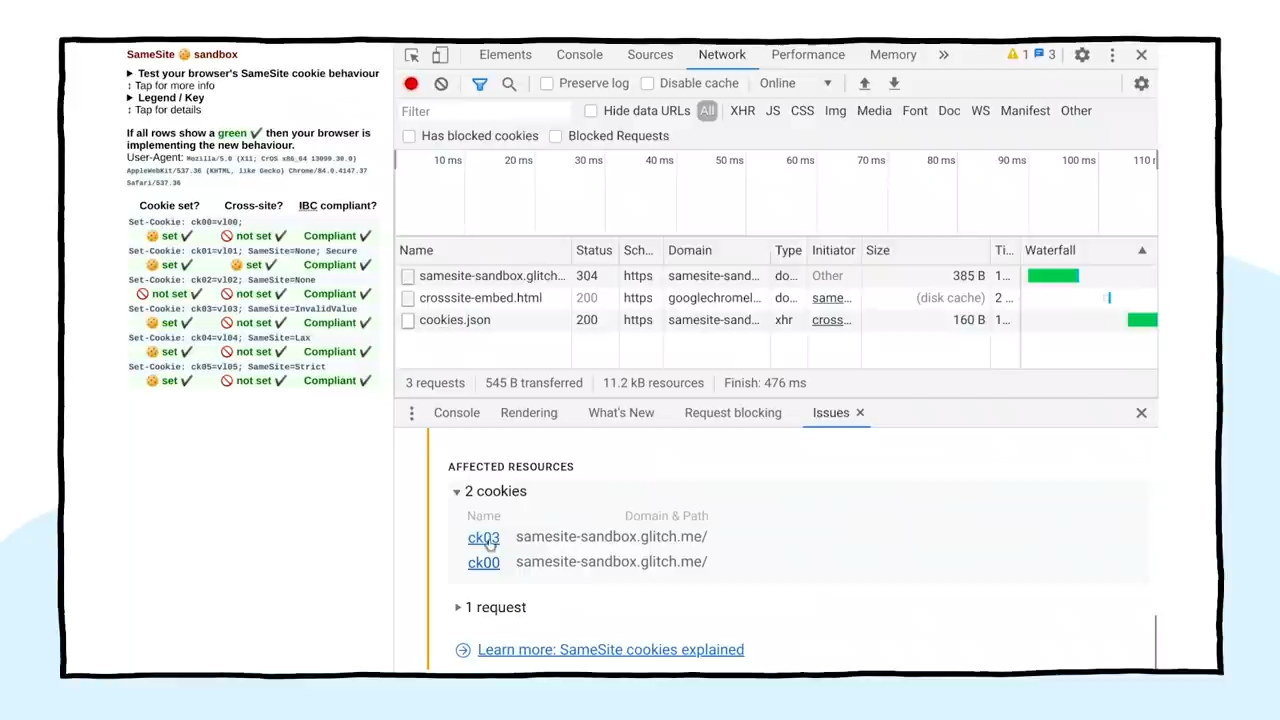 SameSite 🍪 sandbox
▶ Test your browser's SameSite cookie behaviour
↕ Tap for more info
▶ Legend / Key
↕ Tap for details
If all rows show a green ✔ then your browser is
implementing the new behaviour.
User-Agent: Mozilla/5.0 (X11; CrOS x86_64 13099.30.0)
AppleWebKit/537.36 (KHTML, like Gecko) Chrome/84.0.4147.37
Safari/537.36
Cookie set? Cross-site? IBC compliant?
Set-Cookie: ck00=vl00;
🍪 set ✔ 🚫 not set ✔ Compliant ✔
Set-Cookie: ck01=vl01; SameSite=None; Secure
🍪 set ✔ 🍪 set ✔ Compliant ✔
Set-Cookie: ck02=vl02; SameSite=None
🚫 not set ✔ 🚫 not set ✔ Compliant ✔
Set-Cookie: ck03=vl03; SameSite=InvalidValue
🍪 set ✔ 🚫 not set ✔ Compliant ✔
Set-Cookie: ck04=vl04; SameSite=Lax
🍪 set ✔ 🚫 not set ✔ Compliant ✔
Set-Cookie: ck05=vl05; SameSite=Strict
🍪 set ✔ 🚫 not set ✔ Compliant ✔
Elements Console Sources Network Performance Memory » 1 3
Preserve log Disable cache Online
Filter Hide data URLs All XHR JS CSS Img Media Font Doc WS Manifest Other
Has blocked cookies Blocked Requests
10 ms 20 ms 30 ms 40 ms 50 ms 60 ms 70 ms 80 ms 90 ms 100 ms 110
Name Status Sch... Domain Type Initiator Size Ti... Waterfall
samesite-sandbox.glitch... 304 https samesite-sand... do... Other 385 B 1...
crosssite-embed.html 200 https googlechromel... do... same... (disk cache) 2 ...
cookies.json 200 https samesite-sand... xhr cross... 160 B 1...
3 requests 545 B transferred 11.2 kB resources Finish: 476 ms
Console Rendering What's New Request blocking Issues
AFFECTED RESOURCES
2 cookies
Name Domain & Path
ck03 samesite-sandbox.glitch.me/
ck00 samesite-sandbox.glitch.me/
1 request
Learn more: SameSite cookies explained